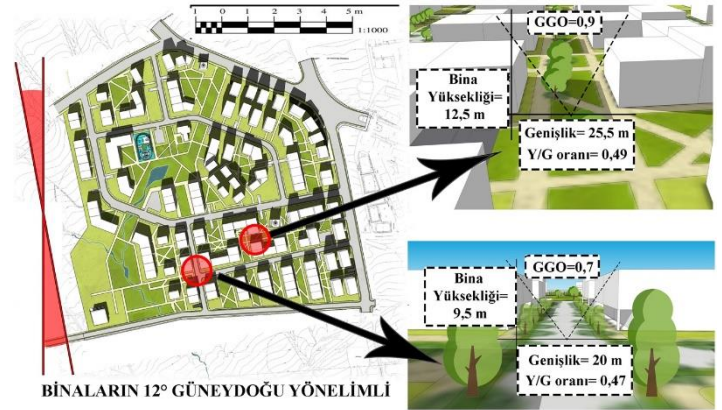 1 0 1 2 3 4 5 m
1:1000
BİNALARIN 12° GÜNEYDOĞU YÖNELİMLİ
GGO=0,9
Bina
Yüksekliği=
12,5 m
Genişlik= 25,5 m
Y/G oranı= 0,49
GGO=0,7
Bina
Yüksekliği=
9,5 m
Genişlik= 20 m
Y/G oranı= 0,47